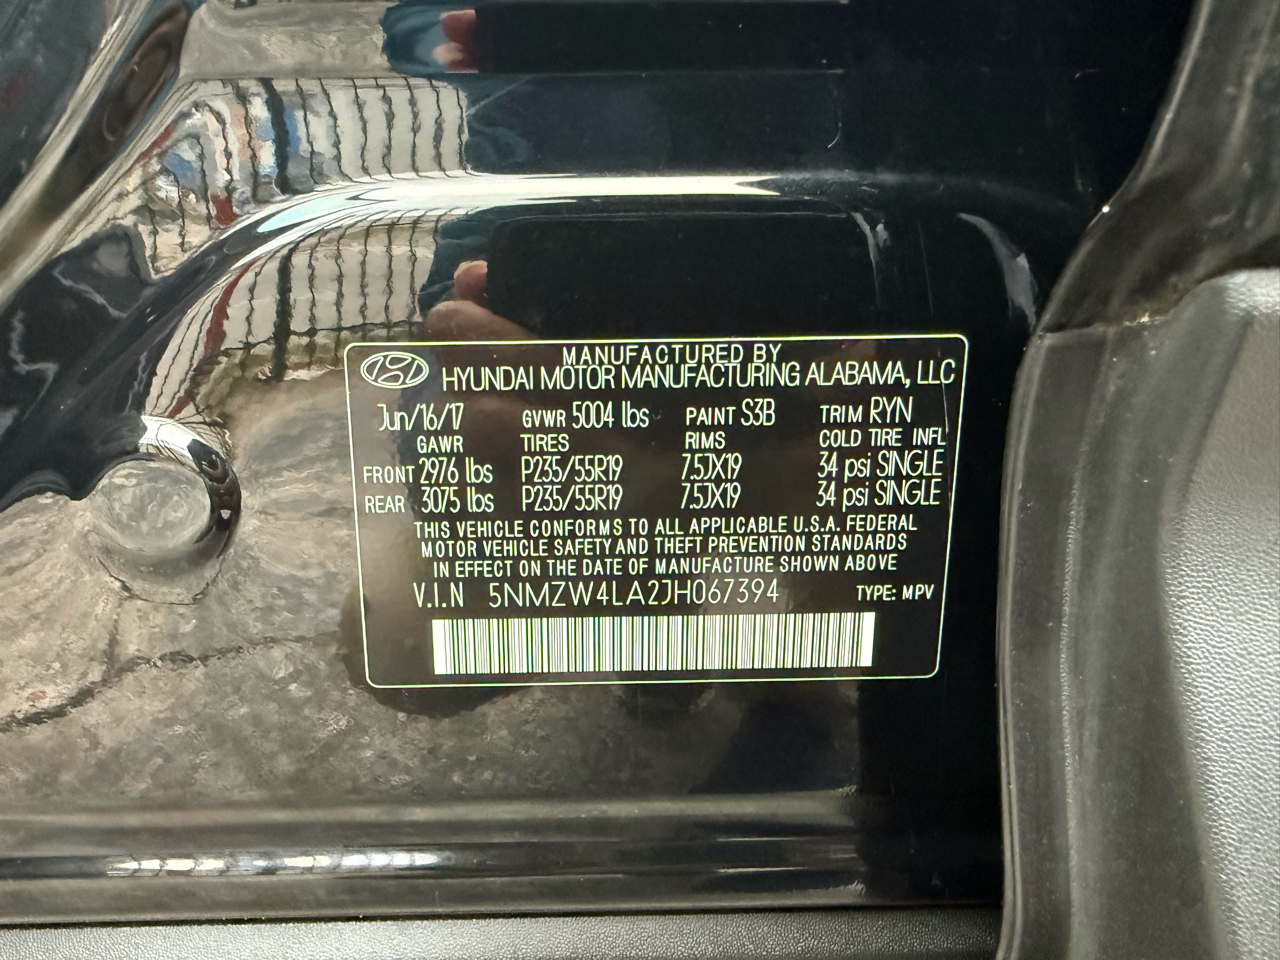 MANUFACTURED BY
HYUNDAI MOTOR MANUFACTURING ALABAMA, LLC
Jun/16/17 GVWR 5004 lbs PAINT S3B TRIM RYN
GAWR TIRES RIMS COLD TIRE INFL
FRONT 2976 lbs P235/55R19 7.5JX19 34 psi SINGLE
REAR 3075 lbs P235/55R19 7.5JX19 34 psi SINGLE
THIS VEHICLE CONFORMS TO ALL APPLICABLE U.S.A. FEDERAL
MOTOR VEHICLE SAFETY AND THEFT PREVENTION STANDARDS
IN EFFECT ON THE DATE OF MANUFACTURE SHOWN ABOVE
V.I.N 5NMZW4LA2JH067394 TYPE: MPV